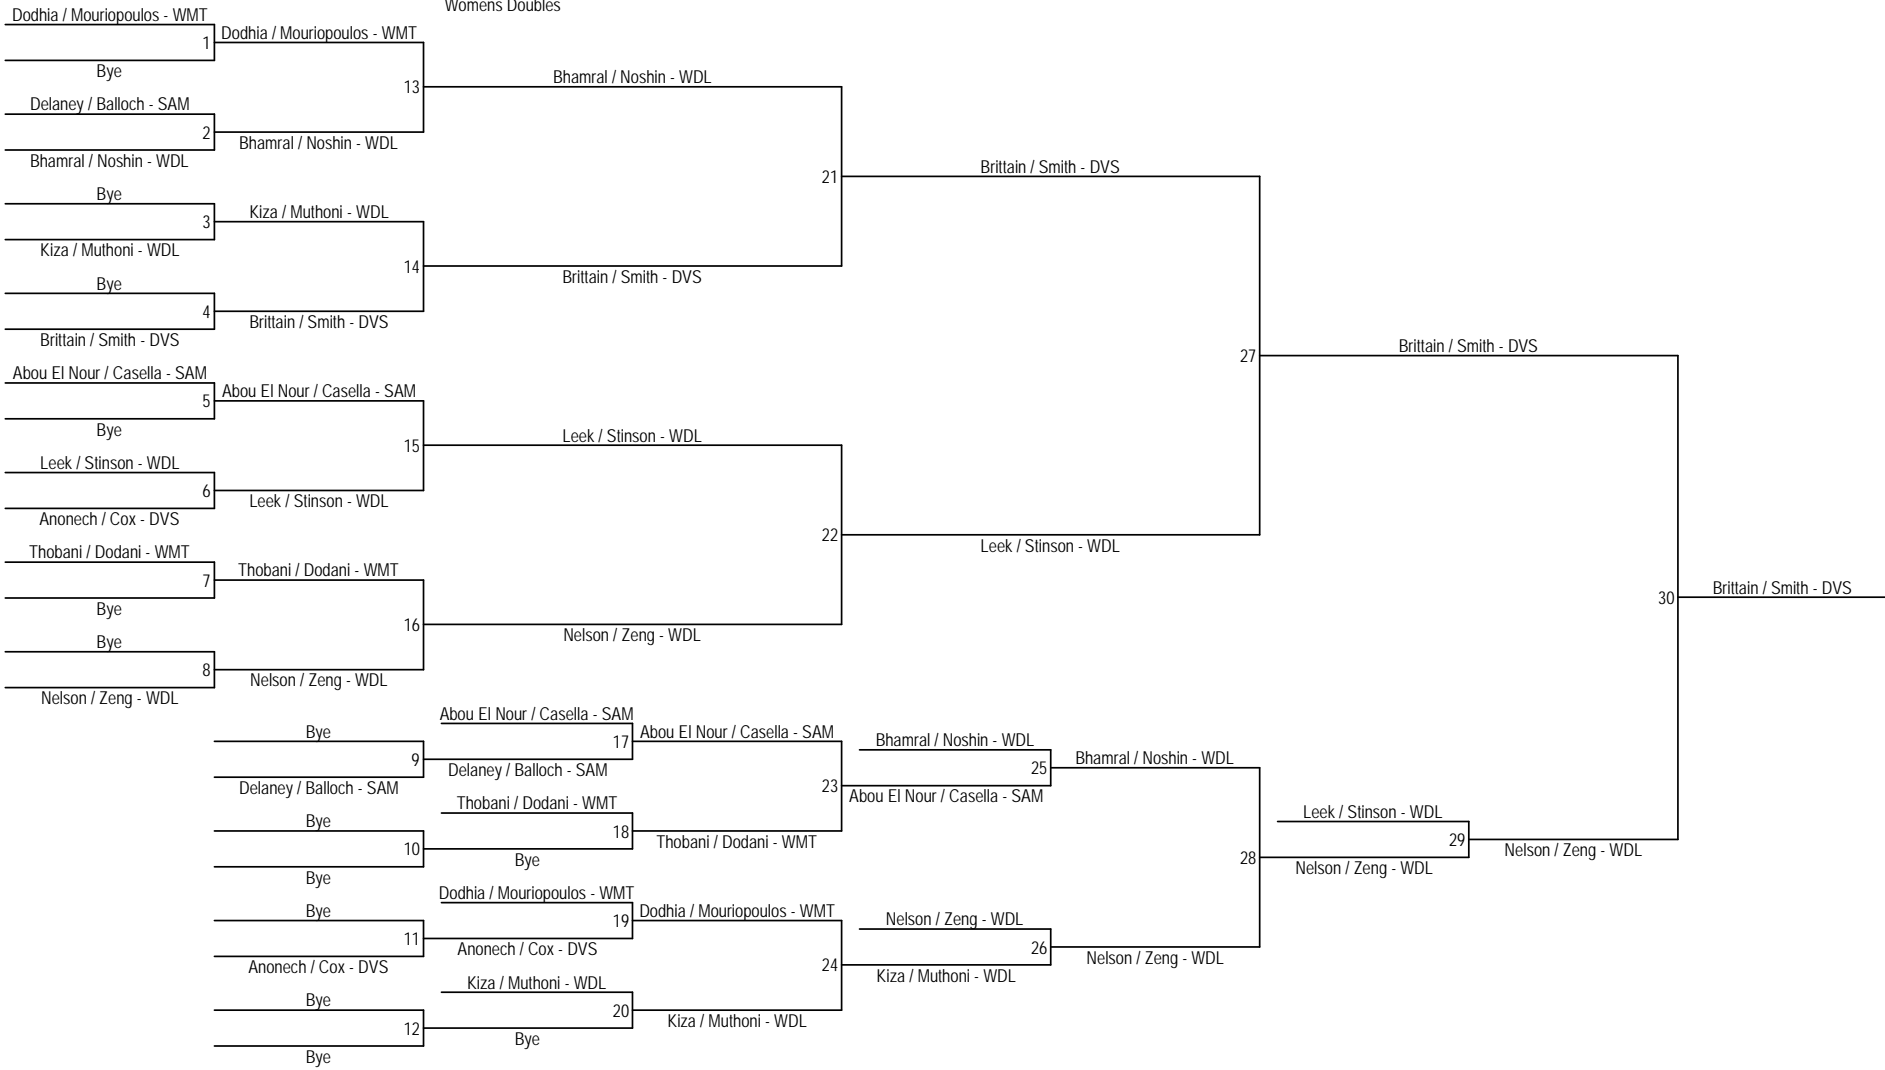 Womens Doubles
Dodhia / Mouriopoulos - WMT
1
Bye
Dodhia / Mouriopoulos - WMT
13
Delaney / Balloch - SAM
2
Bhamral / Noshin - WDL
Bhamral / Noshin - WDL
Bhamral / Noshin - WDL
21
Bye
3
Kiza / Muthoni - WDL
Kiza / Muthoni - WDL
14
Bye
4
Brittain / Smith - DVS
Brittain / Smith - DVS
Brittain / Smith - DVS
Brittain / Smith - DVS
27
Abou El Nour / Casella - SAM
5
Bye
Abou El Nour / Casella - SAM
15
Leek / Stinson - WDL
6
Anonech / Cox - DVS
Leek / Stinson - WDL
Leek / Stinson - WDL
22
Thobani / Dodani - WMT
7
Bye
Thobani / Dodani - WMT
16
Bye
8
Nelson / Zeng - WDL
Nelson / Zeng - WDL
Nelson / Zeng - WDL
Leek / Stinson - WDL
Brittain / Smith - DVS
30
Brittain / Smith - DVS
Bye
9
Delaney / Balloch - SAM
Abou El Nour / Casella - SAM
17
Delaney / Balloch - SAM
Abou El Nour / Casella - SAM
23
Bye
10
Bye
Thobani / Dodani - WMT
18
Bye
Thobani / Dodani - WMT
Bhamral / Noshin - WDL
25
Abou El Nour / Casella - SAM
Bhamral / Noshin - WDL
28
Bye
11
Anonech / Cox - DVS
Dodhia / Mouriopoulos - WMT
19
Anonech / Cox - DVS
Dodhia / Mouriopoulos - WMT
24
Bye
12
Bye
Kiza / Muthoni - WDL
20
Bye
Kiza / Muthoni - WDL
Nelson / Zeng - WDL
26
Kiza / Muthoni - WDL
Nelson / Zeng - WDL
Leek / Stinson - WDL
29
Nelson / Zeng - WDL
Nelson / Zeng - WDL